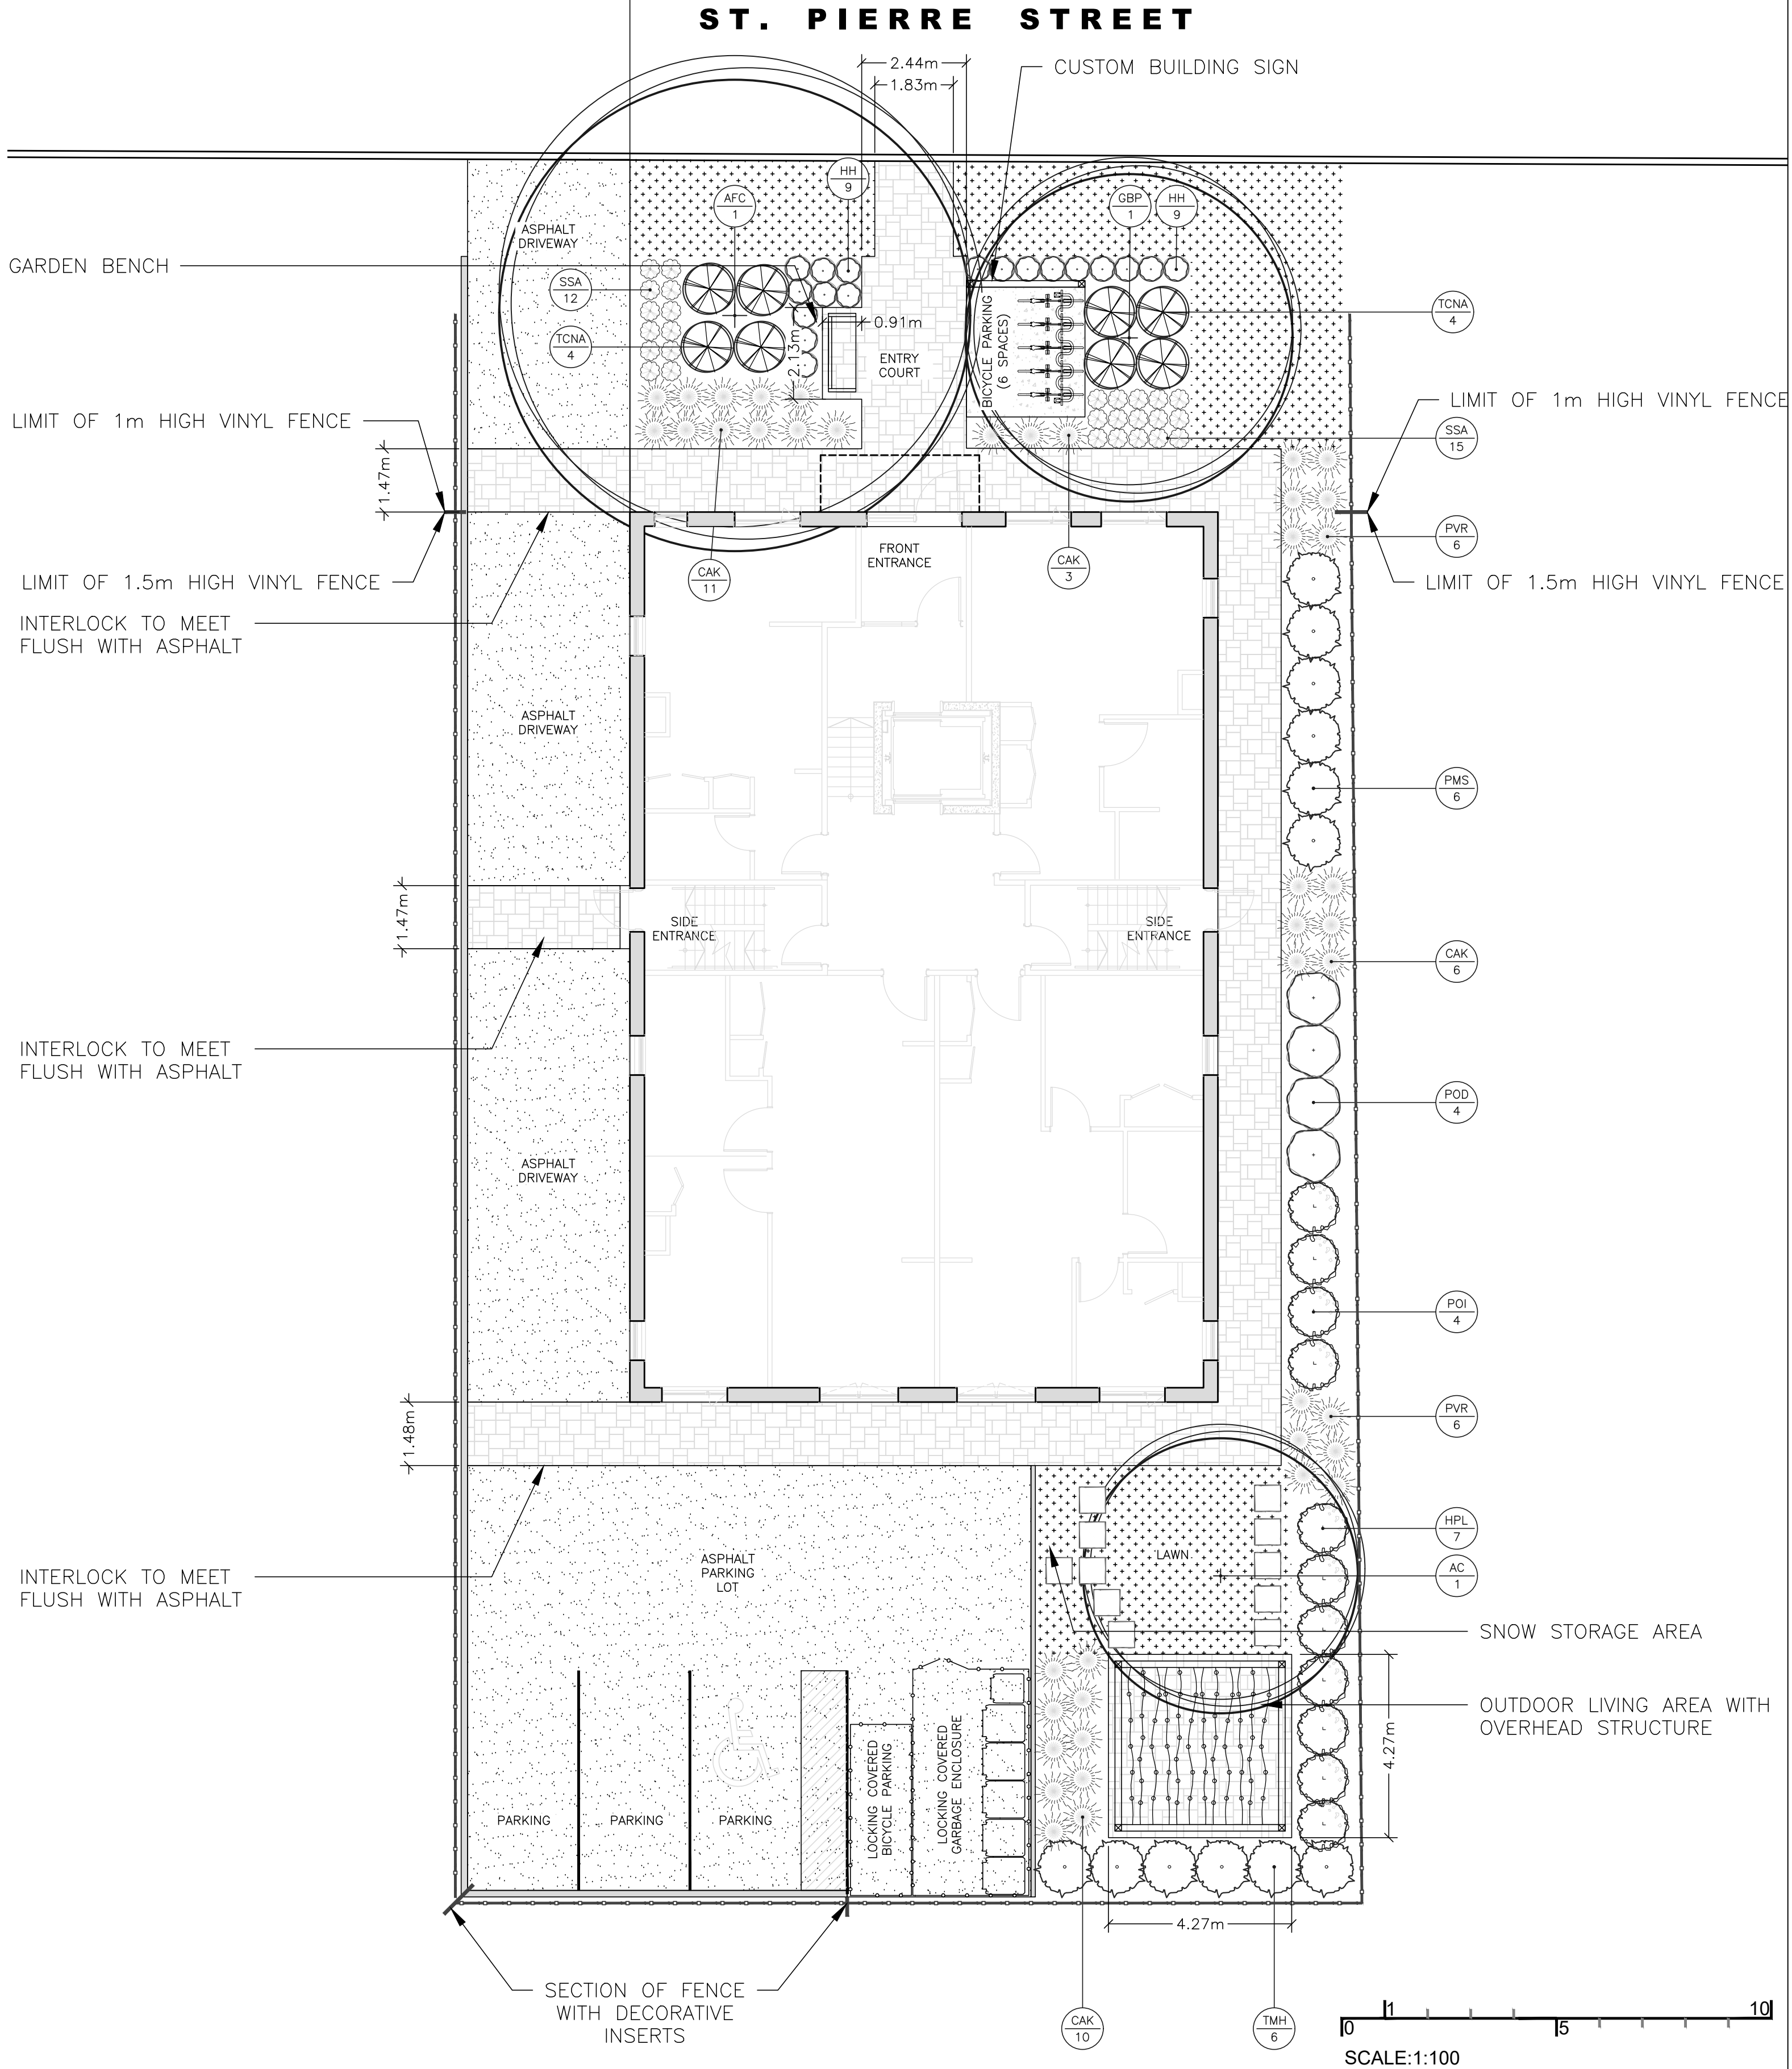 ST. PIERRE STREET
2.44m
1.83m
CUSTOM BUILDING SIGN
HH
9
AFC
1
GBP
1
HH
9
ASPHALT
DRIVEWAY
GARDEN BENCH
SSA
12
TCNA
4
0.91m
2.13m
ENTRY
COURT
BICYCLE PARKING
(6 SPACES)
TCNA
4
LIMIT OF 1m HIGH VINYL FENCE
LIMIT OF 1m HIGH VINYL FENCE
SSA
15
1.47m
PVR
6
FRONT
ENTRANCE
CAK
11
CAK
3
LIMIT OF 1.5m HIGH VINYL FENCE
LIMIT OF 1.5m HIGH VINYL FENCE
INTERLOCK TO MEET
FLUSH WITH ASPHALT
ASPHALT
DRIVEWAY
PMS
6
1.47m
SIDE
ENTRANCE
SIDE
ENTRANCE
CAK
6
INTERLOCK TO MEET
FLUSH WITH ASPHALT
POD
4
ASPHALT
DRIVEWAY
POI
4
1.48m
PVR
6
HPL
7
LAWN
ASPHALT
PARKING
LOT
AC
1
INTERLOCK TO MEET
FLUSH WITH ASPHALT
SNOW STORAGE AREA
OUTDOOR LIVING AREA WITH
OVERHEAD STRUCTURE
4.27m
PARKING
PARKING
PARKING
LOCKING COVERED
BICYCLE PARKING
LOCKING COVERED
GARBAGE ENCLOSURE
4.27m
SECTION OF FENCE
WITH DECORATIVE
INSERTS
CAK
10
TMH
6
1
10
0
5
SCALE:1:100